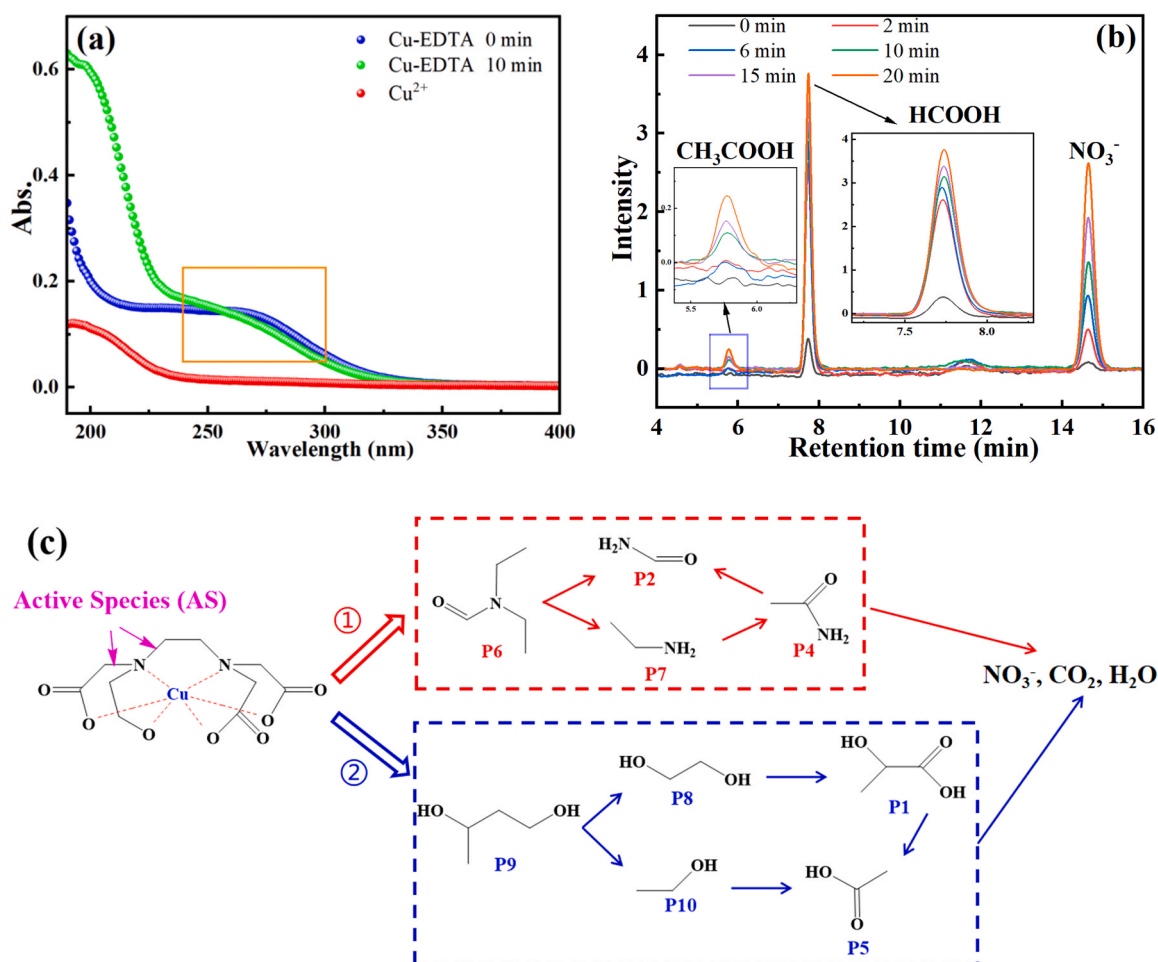 (a)
Cu-EDTA 0 min
Cu-EDTA 10 min
Cu²⁺
0.6
0.4
0.2
0.0
Abs.
200 250 300 350 400
Wavelength (nm)
(b)
0 min 2 min
6 min 10 min
15 min 20 min
CH₃COOH
HCOOH
NO₃⁻
4
3
2
1
0
Intensity
0.2
0.0
5.5 6.0
4
3
2
1
0
7.5 8.0
4 6 8 10 12 14 16
Retention time (min)
(c)
Active Species (AS)
N N
Cu
O O O O O O O
①
②
H₂N O
P2
O N
P6
NH₂
P7
O
NH₂
P4
NO₃⁻, CO₂, H₂O
HO OH
P9
HO OH
P8
HO O
OH
P1
OH
P10
HO
O
P5